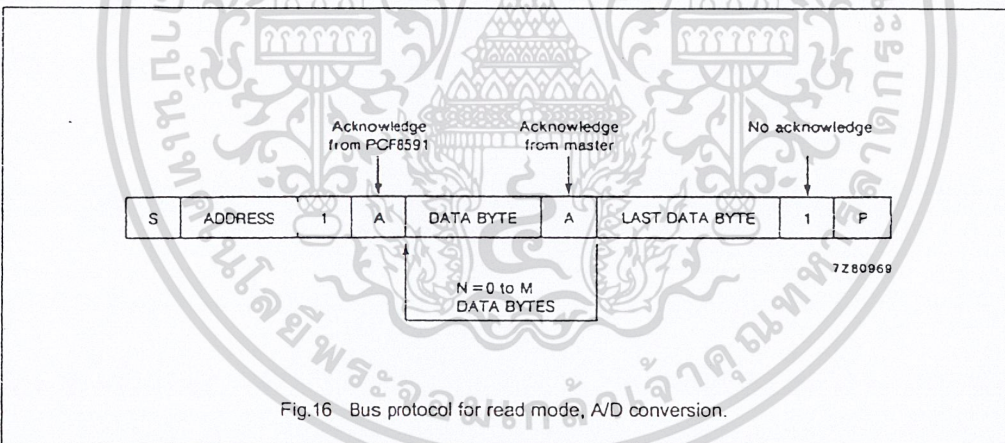 Acknowledge
from PCF8591
Acknowledge
from master
No acknowledge
S ADDRESS 1 A DATA BYTE A LAST DATA BYTE 1 P
7Z80969
N = 0 to M
DATA BYTES
Fig.16 Bus protocol for read mode, A/D conversion.